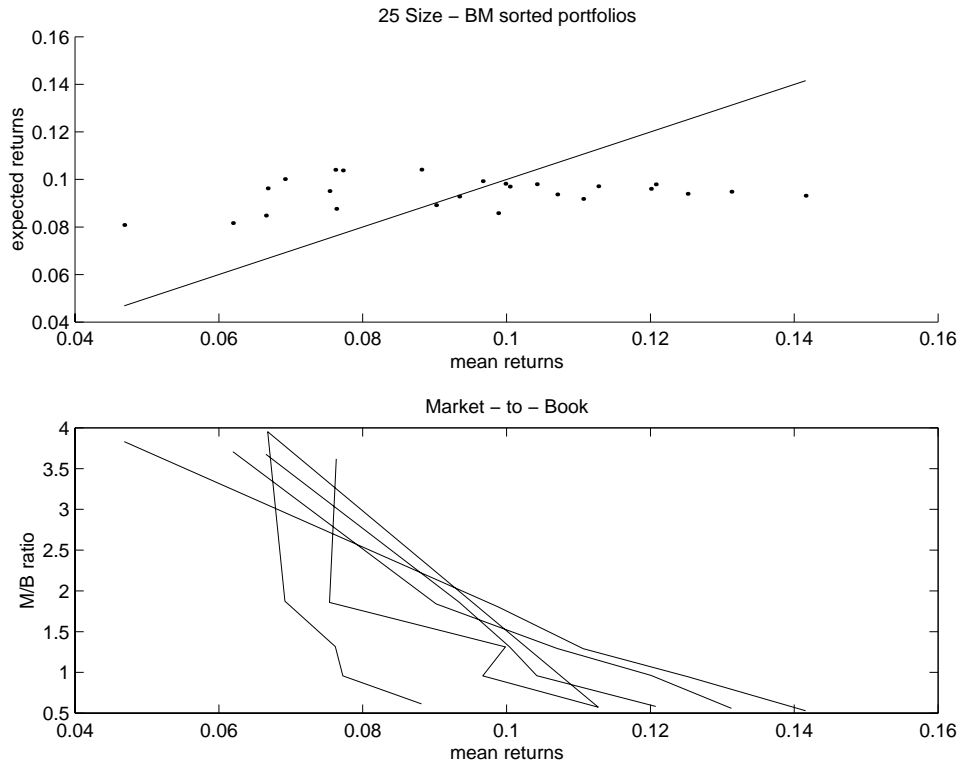 25 Size − BM sorted portfolios
0.16
0.14
0.12
0.1
0.08
0.06
0.04
expected returns
0.04 0.06 0.08 0.1 0.12 0.14 0.16
mean returns
Market − to − Book
4
3.5
3
2.5
2
1.5
1
0.5
M/B ratio
0.04 0.06 0.08 0.1 0.12 0.14 0.16
mean returns